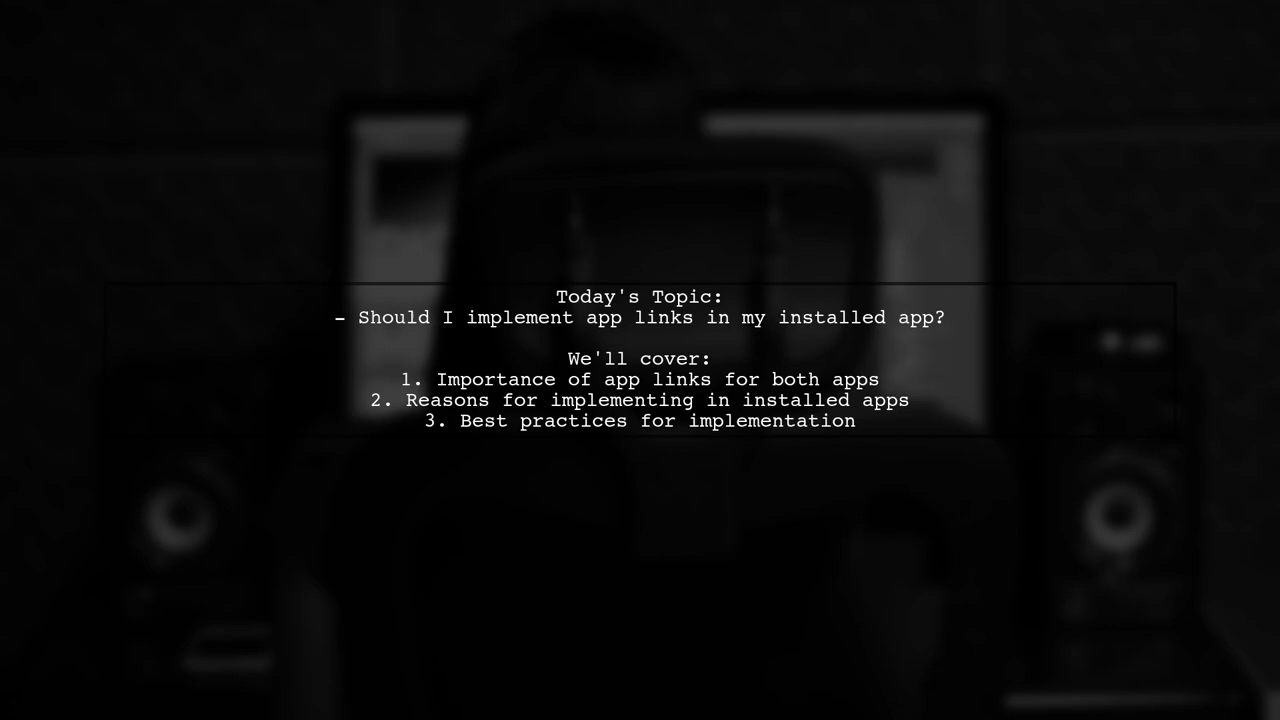 Today's Topic:
- Should I implement app links in my installed app?
We'll cover:
1. Importance of app links for both apps
2. Reasons for implementing in installed apps
3. Best practices for implementation